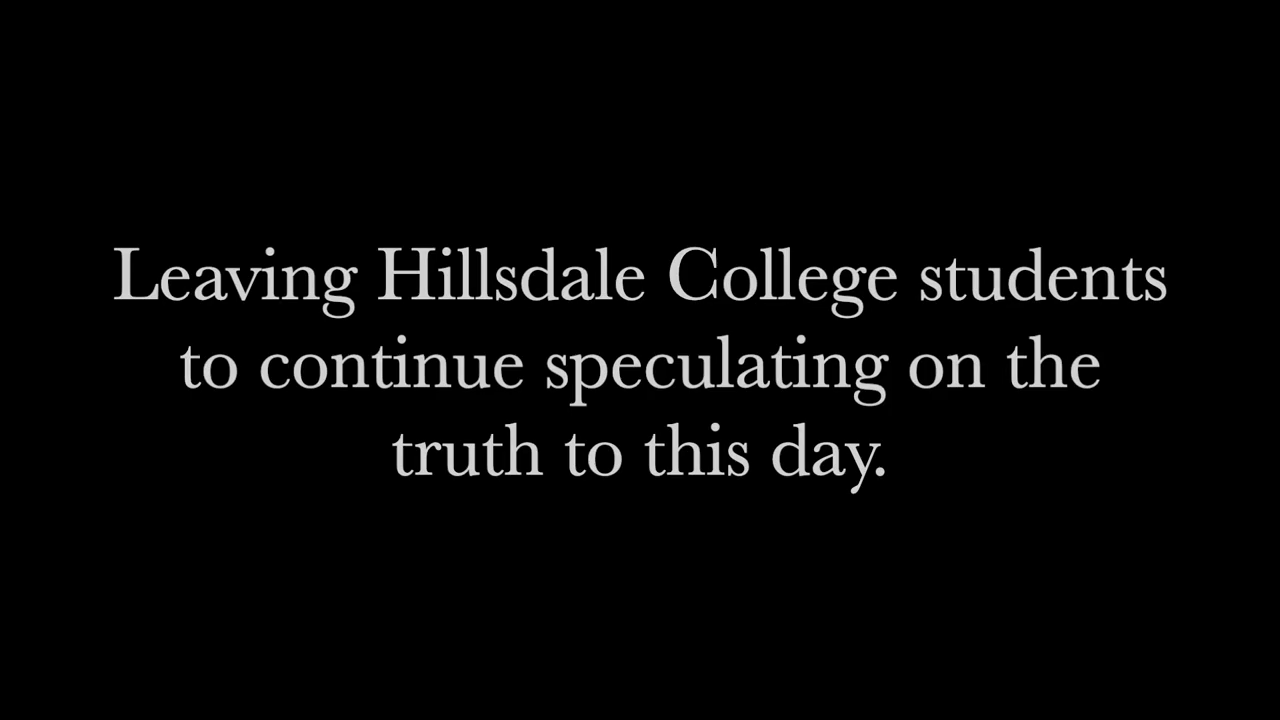 Leaving Hillsdale College students
to continue speculating on the
truth to this day.